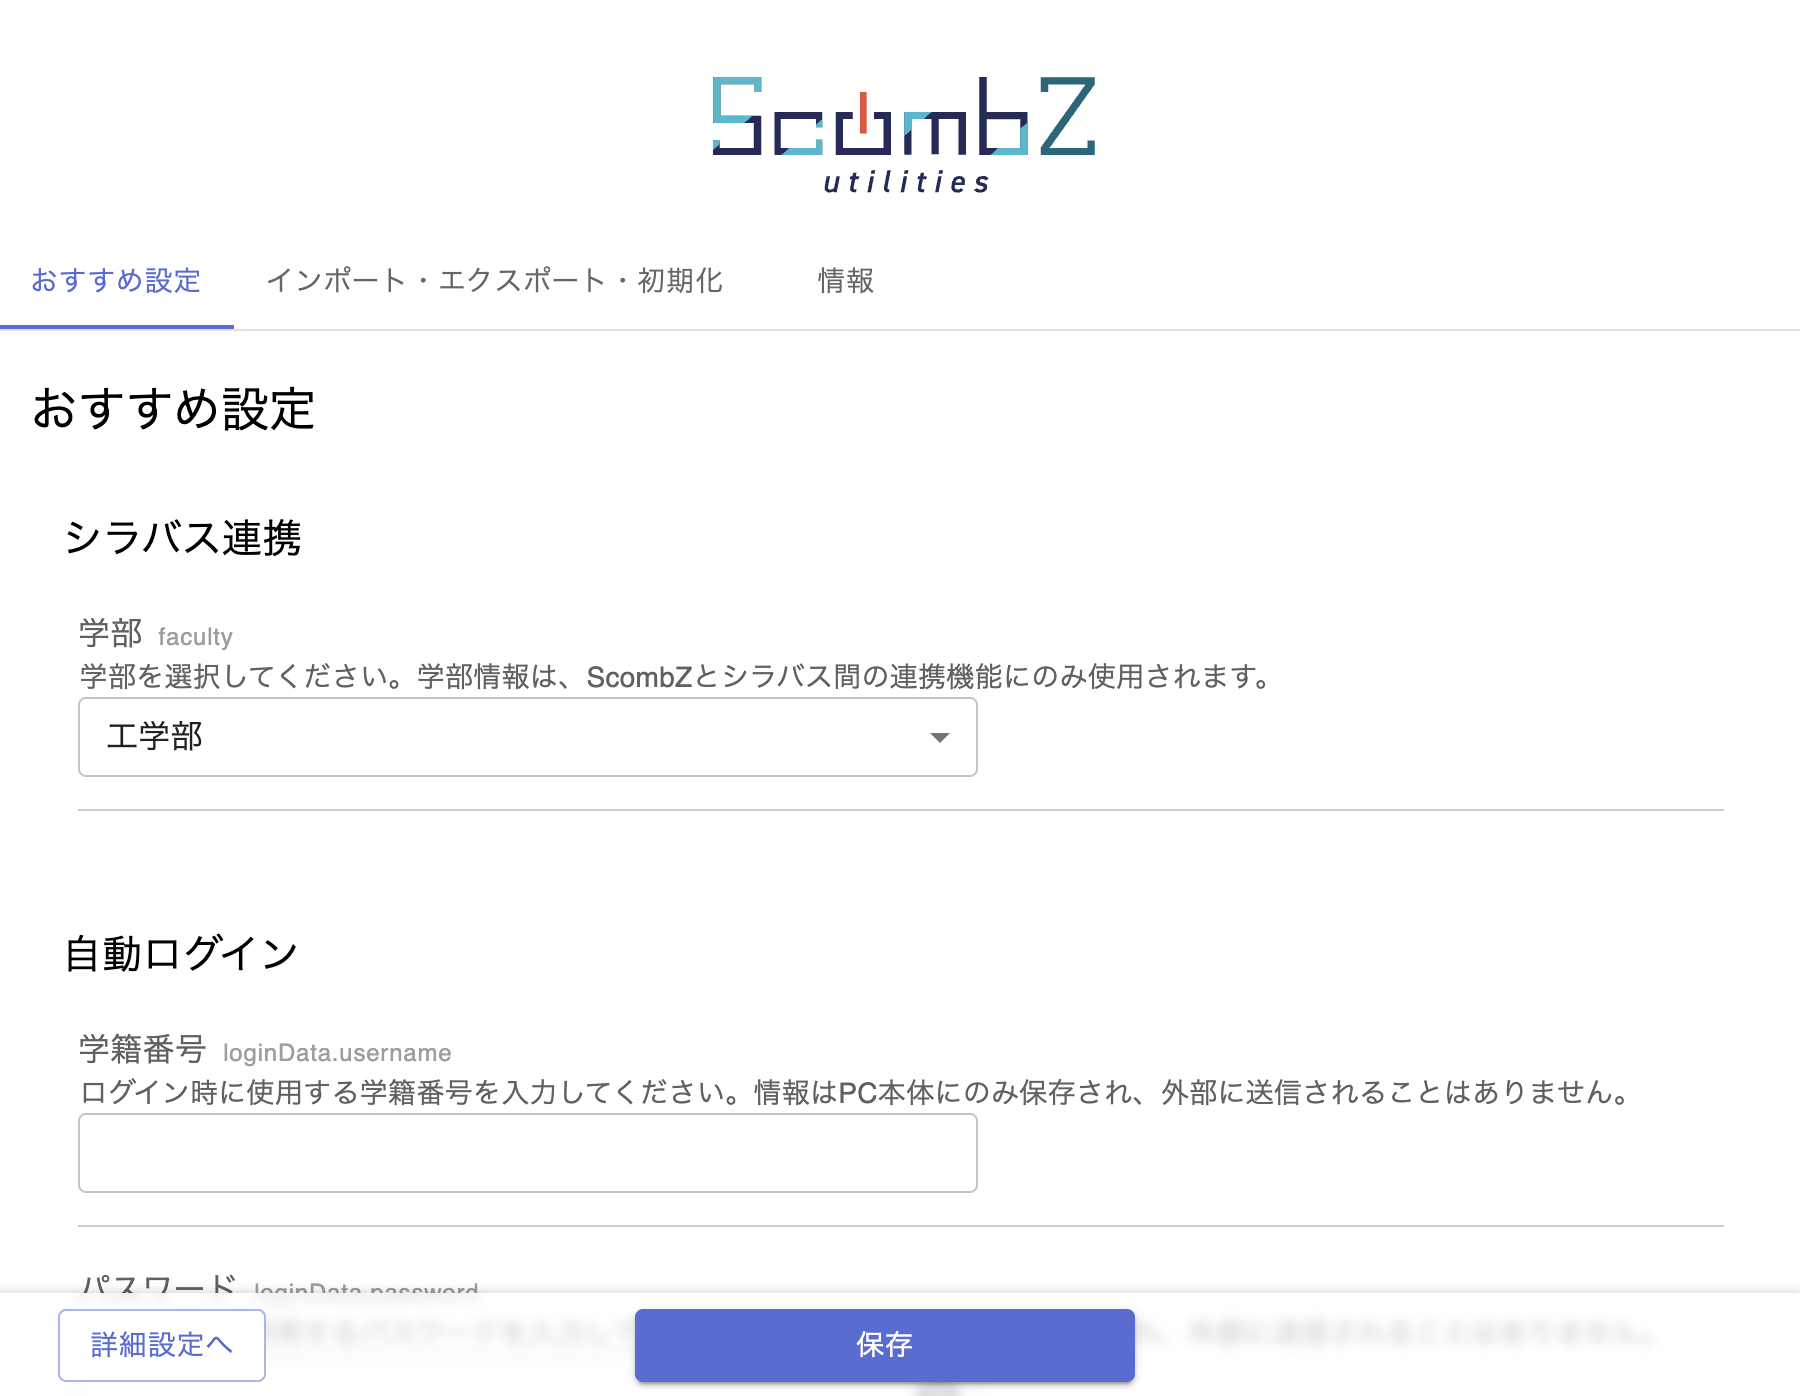 ScombZ
utilities
おすすめ設定 インポート・エクスポート・初期化 情報
おすすめ設定
シラバス連携
学部 faculty
学部を選択してください。学部情報は、ScombZとシラバス間の連携機能にのみ使用されます。
工学部
自動ログイン
学籍番号 loginData.username
ログイン時に使用する学籍番号を入力してください。情報はPC本体にのみ保存され、外部に送信されることはありません。
パスワード loginData.password
詳細設定へ 保存